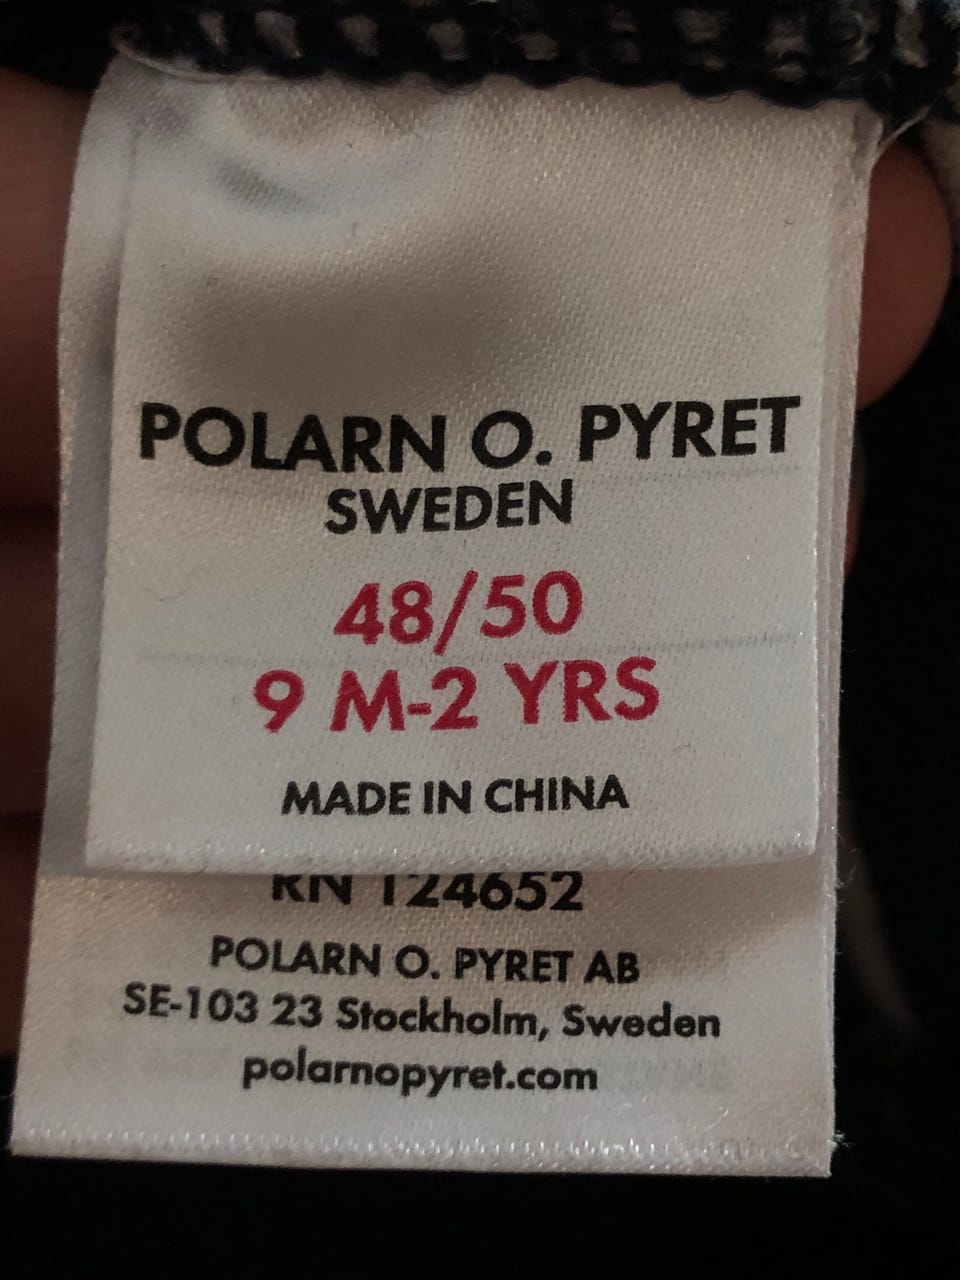 POLARN O. PYRET
SWEDEN
48/50
9 M-2 YRS
MADE IN CHINA
RN 124652
POLARN O. PYRET AB
SE-103 23 Stockholm, Sweden
polarnopyret.com